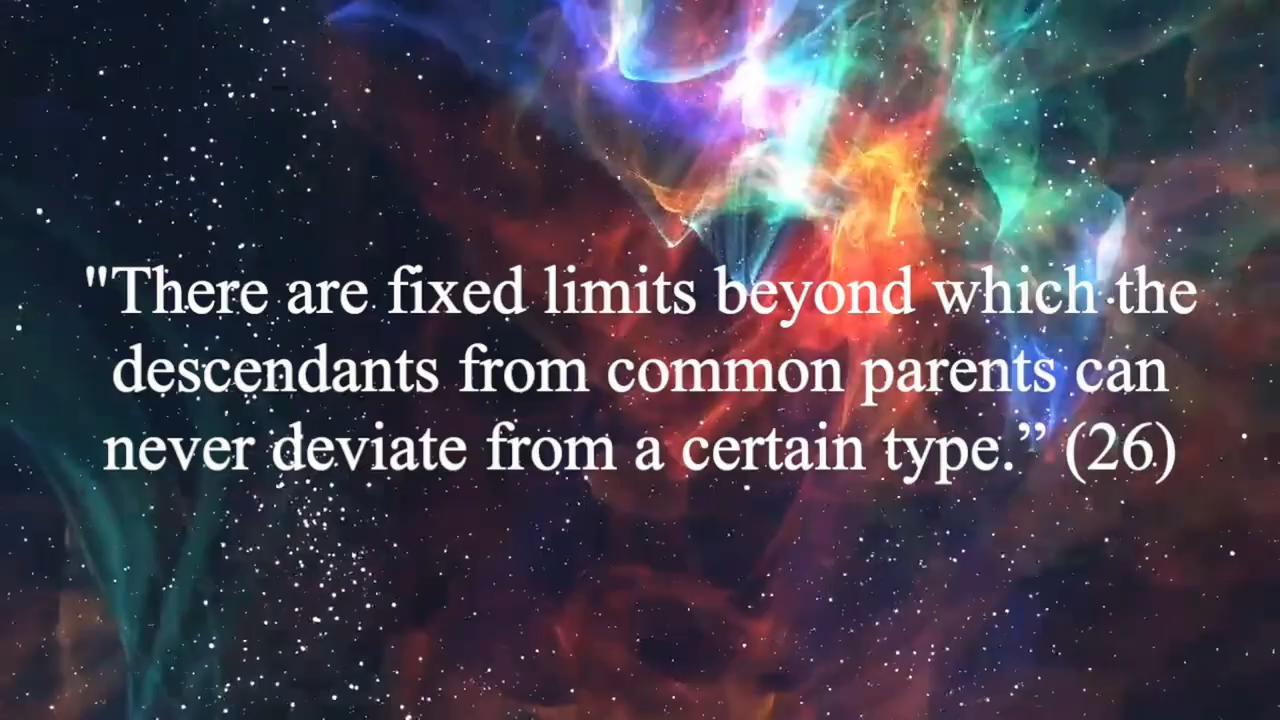 "There are fixed limits beyond which the
descendants from common parents can
never deviate from a certain type.” (26)